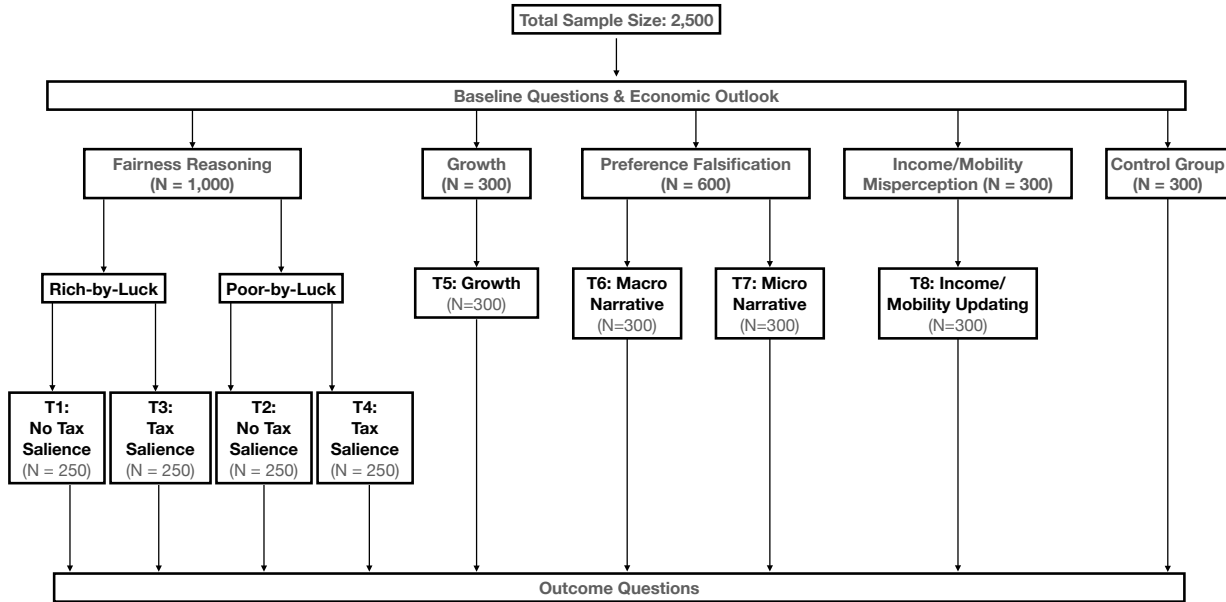 Total Sample Size: 2,500
Baseline Questions & Economic Outlook
Fairness Reasoning
(N = 1,000)
Growth
(N = 300)
Preference Falsification
(N = 600)
Income/Mobility
Misperception (N = 300)
Control Group
(N = 300)
Rich-by-Luck
Poor-by-Luck
T5: Growth
(N=300)
T6: Macro
Narrative
(N=300)
T7: Micro
Narrative
(N=300)
T8: Income/
Mobility Updating
(N=300)
T1:
No Tax
Salience
(N = 250)
T3:
Tax
Salience
(N = 250)
T2:
No Tax
Salience
(N = 250)
T4:
Tax
Salience
(N = 250)
Outcome Questions